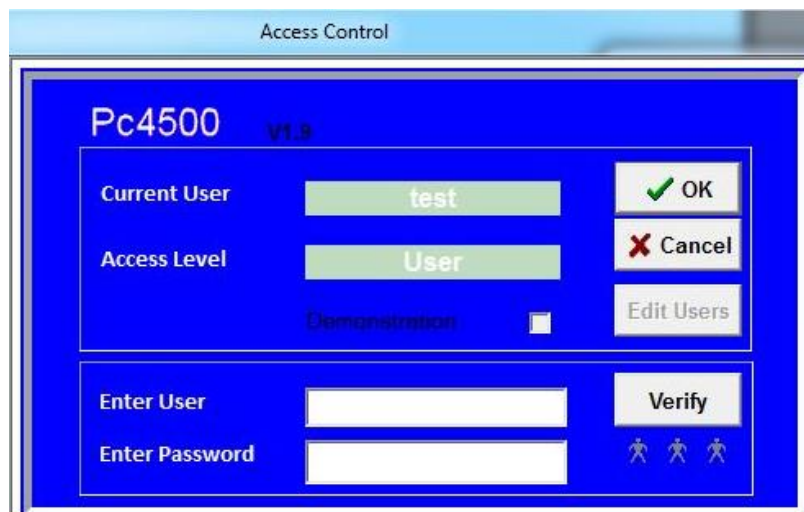 Access Control
Pc4500 V1.9
Current User test OK
Access Level User Cancel
Demonstration Edit Users
Enter User Verify
Enter Password